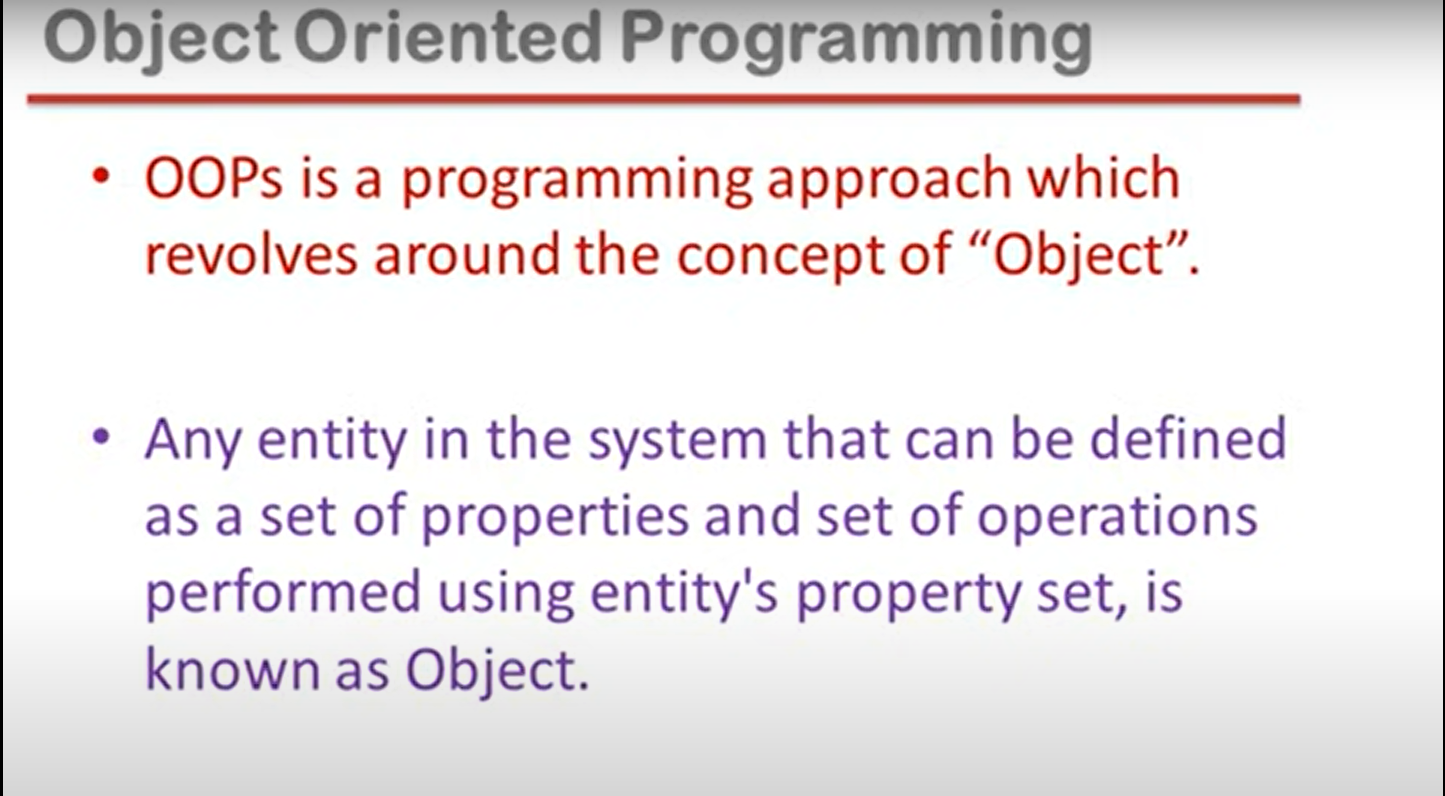 Object Oriented Programming
• OOPs is a programming approach which
revolves around the concept of “Object”.
• Any entity in the system that can be defined
as a set of properties and set of operations
performed using entity's property set, is
known as Object.